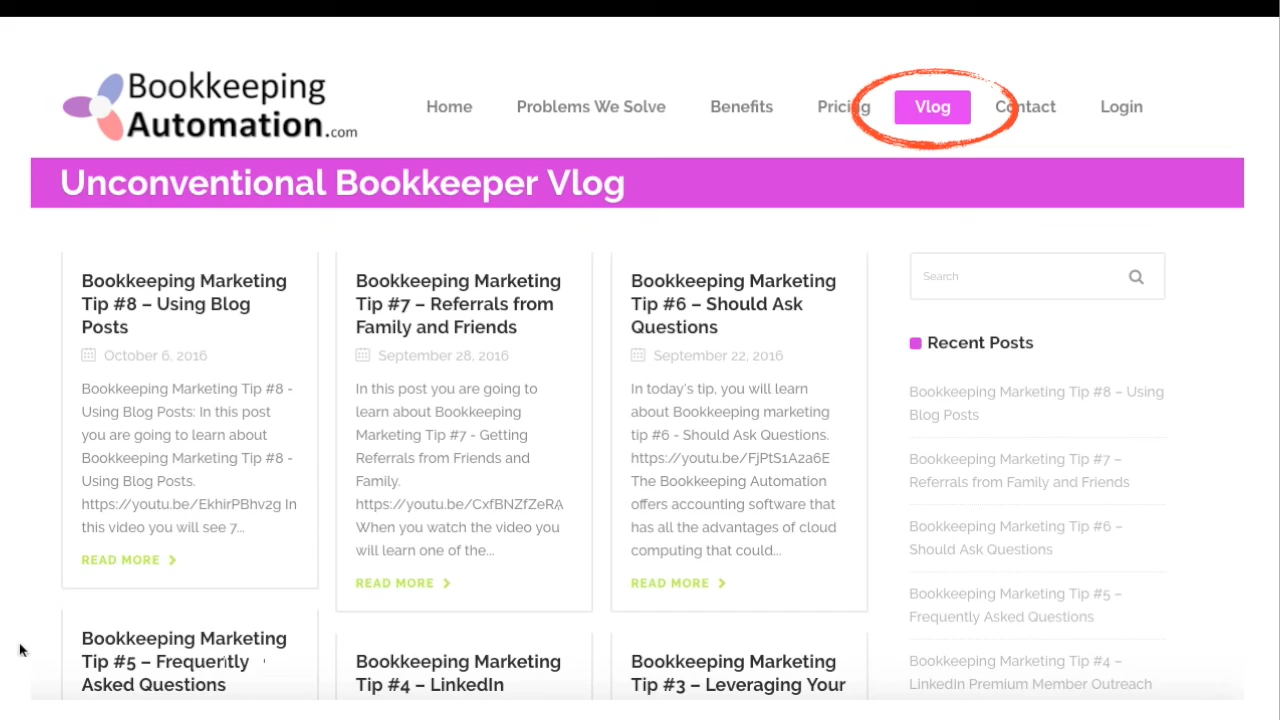 Bookkeeping
Automation.com
Home Problems We Solve Benefits Pricing Vlog Contact Login
Unconventional Bookkeeper Vlog
Bookkeeping Marketing
Tip #8 – Using Blog
Posts
October 6, 2016
Bookkeeping Marketing Tip #8 -
Using Blog Posts: In this post
you are going to learn about
Bookkeeping Marketing Tip #8 -
Using Blog Posts.
https://youtu.be/EkhirPBhv2g In
this video you will see 7...
READ MORE
Bookkeeping Marketing
Tip #7 – Referrals from
Family and Friends
September 28, 2016
In this post you are going to
learn about Bookkeeping
Marketing Tip #7 - Getting
Referrals from Friends and
Family.
https://youtu.be/CxfBNZfZeRA
When you watch the video you
will learn one of the...
READ MORE
Bookkeeping Marketing
Tip #6 – Should Ask
Questions
September 22, 2016
In today's tip, you will learn
about Bookkeeping marketing
tip #6 - Should Ask Questions.
https://youtu.be/FjPtS1A2a6E
The Bookkeeping Automation
offers accounting software that
has all the advantages of cloud
computing that could...
READ MORE
Bookkeeping Marketing
Tip #5 – Frequently
Asked Questions
Bookkeeping Marketing
Tip #4 – LinkedIn
Bookkeeping Marketing
Tip #3 – Leveraging Your
Search
Recent Posts
Bookkeeping Marketing Tip #8 – Using
Blog Posts
Bookkeeping Marketing Tip #7 –
Referrals from Family and Friends
Bookkeeping Marketing Tip #6 –
Should Ask Questions
Bookkeeping Marketing Tip #5 –
Frequently Asked Questions
Bookkeeping Marketing Tip #4 –
LinkedIn Premium Member Outreach